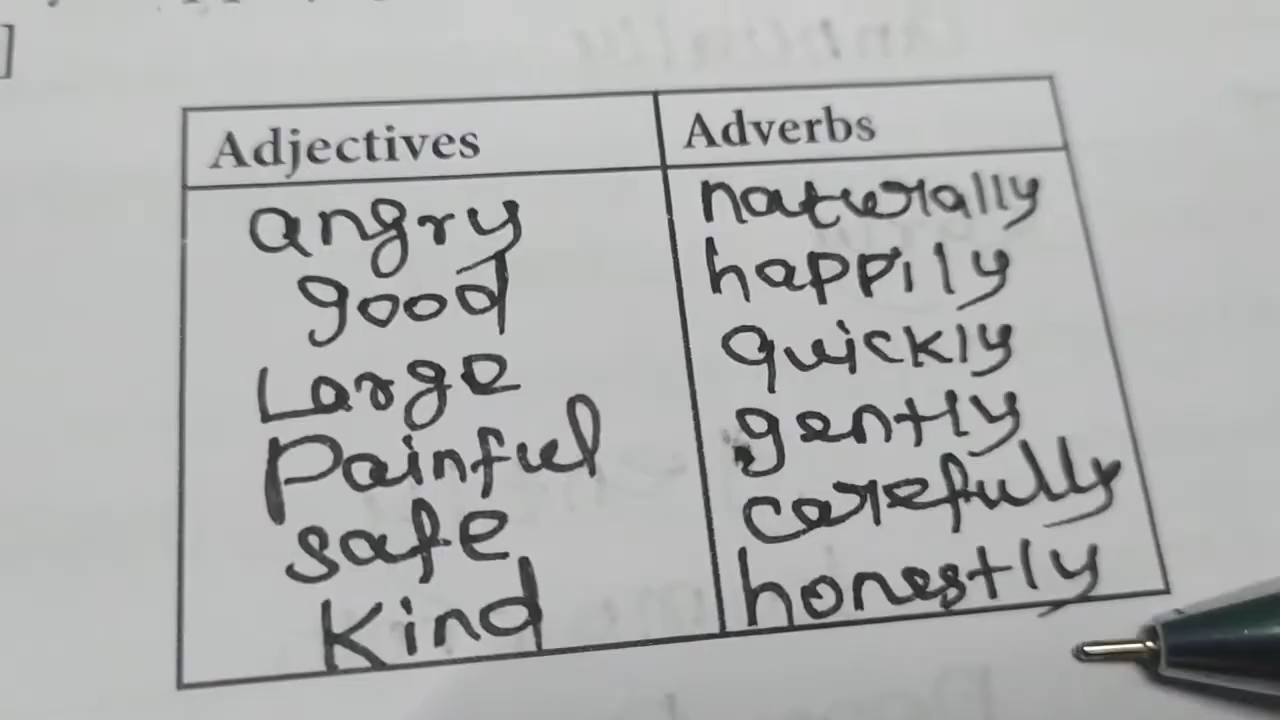 ]
Adjectives Adverbs
angry naturally
good happily
Large quickly
Painful gently
safe carefully
Kind honestly